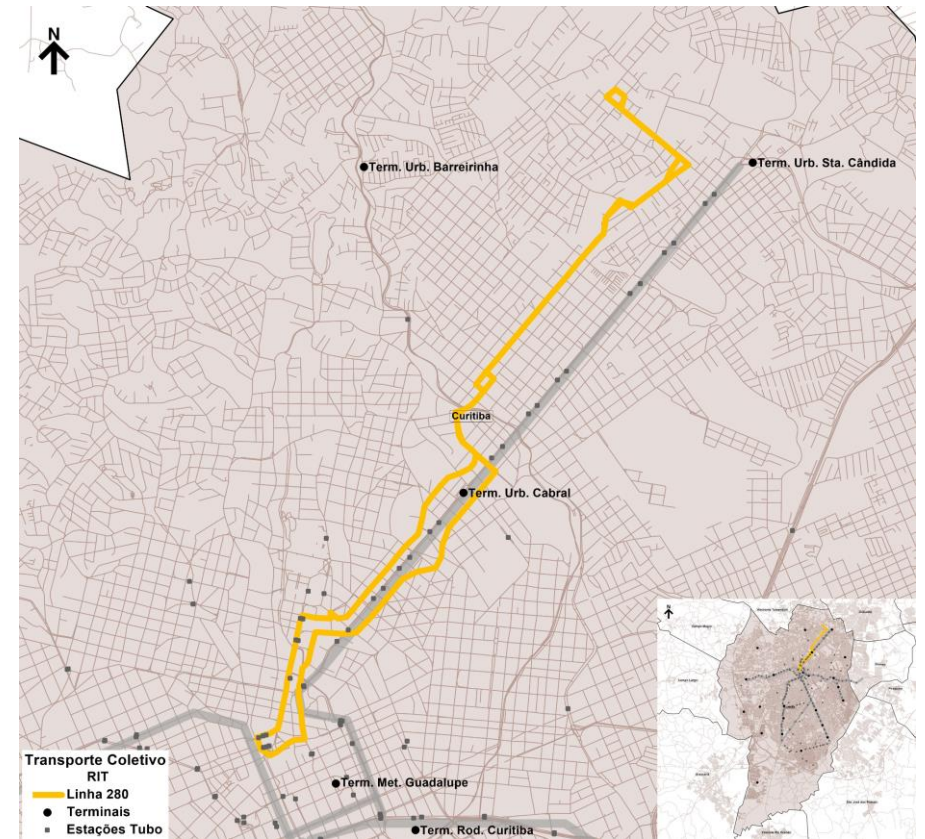 N
Term. Urb. Barreirinha
Term. Urb. Sta. Cândida
Curitiba
Term. Urb. Cabral
Term. Met. Guadalupe
Term. Rod. Curitiba
Transporte Coletivo
RIT
Linha 280
Terminais
Estações Tubo
N